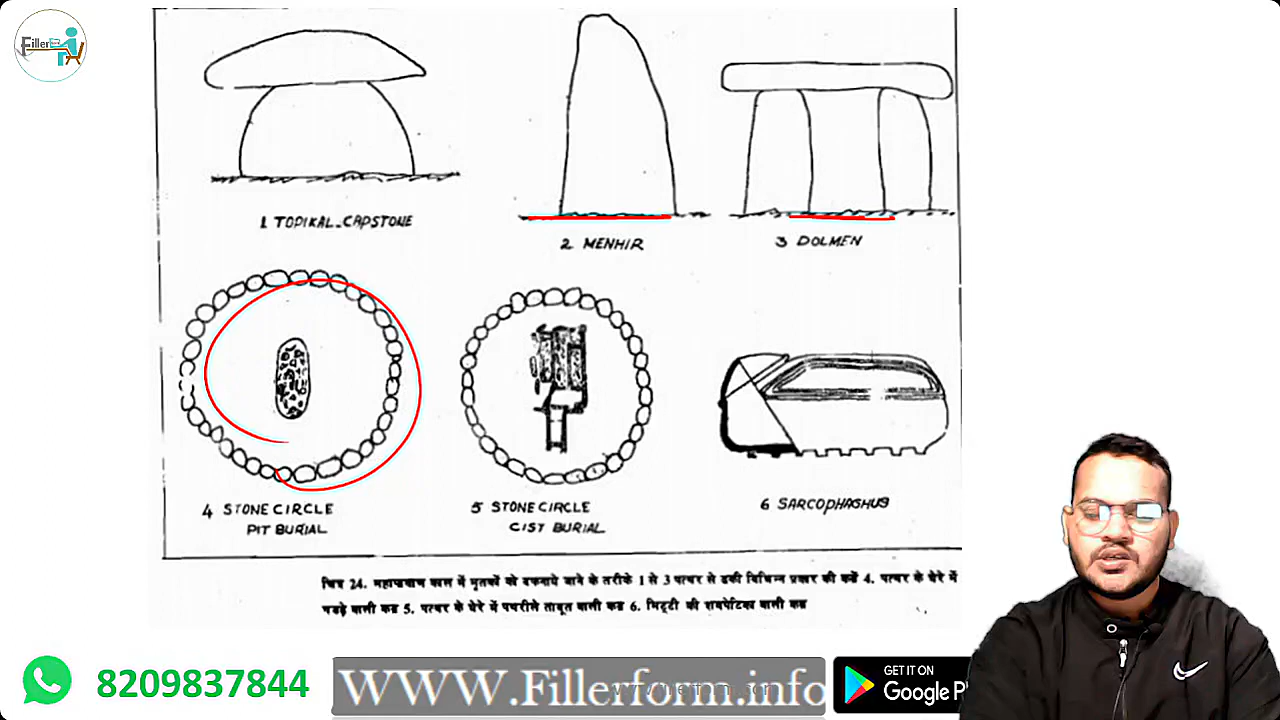 Fillerform
1 TOPIKAL-CAPSTONE
2 MENHIR
3 DOLMEN
4 STONE CIRCLE
PIT BURIAL
5 STONE CIRCLE
CIST BURIAL
6 SARCOPHAGHUS
चित्र 24. महापाषाण काल में मृतकों को दफनाये जाने के तरीके 1 से 3 पत्थर से ढकी विभिन्न प्रकार की कब्रें 4. पत्थर के घेरे में
गड्ढे वाली कब्र 5. पत्थर के घेरे में पथरीले ताबूत वाली कब्र 6. मिट्टी की शवपेटिका वाली कब्र
8209837844
WWW.Fillerform.info
GET IT ON
Google Pl